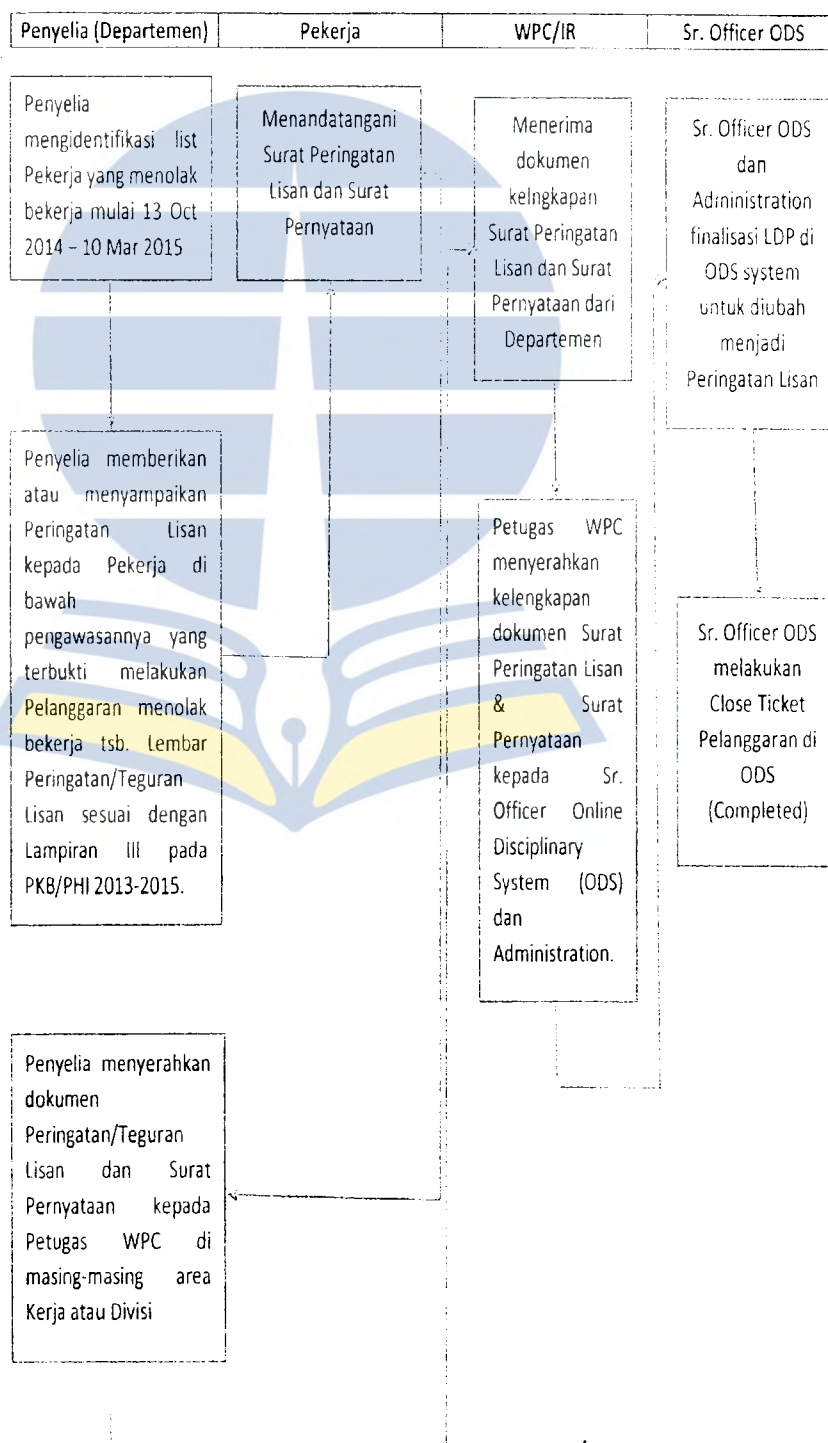 Penyelia (Departemen) Pekerja WPC/IR Sr. Officer ODS
Penyelia
mengidentifikasi list
Pekerja yang menolak
bekerja mulai 13 Oct
2014 – 10 Mar 2015
Menandatangani
Surat Peringatan
Lisan dan Surat
Pernyataan
Menerima
dokumen
kelngkapan
Surat Peringatan
Lisan dan Surat
Pernyataan dari
Departemen
Sr. Officer ODS
dan
Administration
finalisasi LDP di
ODS system
untuk diubah
menjadi
Peringatan Lisan
Penyelia memberikan
atau menyampaikan
Peringatan Lisan
kepada Pekerja di
bawah
pengawasannya yang
terbukti melakukan
Pelanggaran menolak
bekerja tsb. Lembar
Peringatan/Teguran
Lisan sesuai dengan
Lampiran III pada
PKB/PHI 2013-2015.
Petugas WPC
menyerahkan
kelengkapan
dokumen Surat
Peringatan Lisan
& Surat
Pernyataan
kepada Sr.
Officer Online
Disciplinary
System (ODS)
dan
Administration.
Sr. Officer ODS
melakukan
Close Ticket
Pelanggaran di
ODS
(Completed)
Penyelia menyerahkan
dokumen
Peringatan/Teguran
Lisan dan Surat
Pernyataan kepada
Petugas WPC di
masing-masing area
Kerja atau Divisi